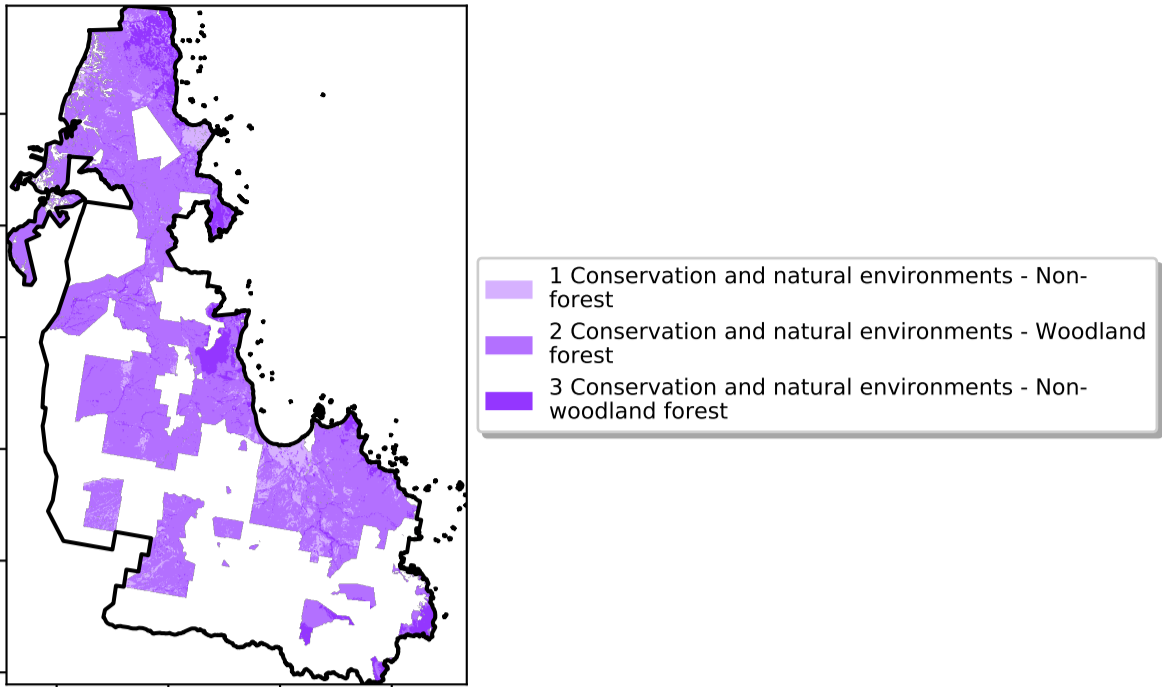 1 Conservation and natural environments - Non-
forest
2 Conservation and natural environments - Woodland
forest
3 Conservation and natural environments - Non-
woodland forest